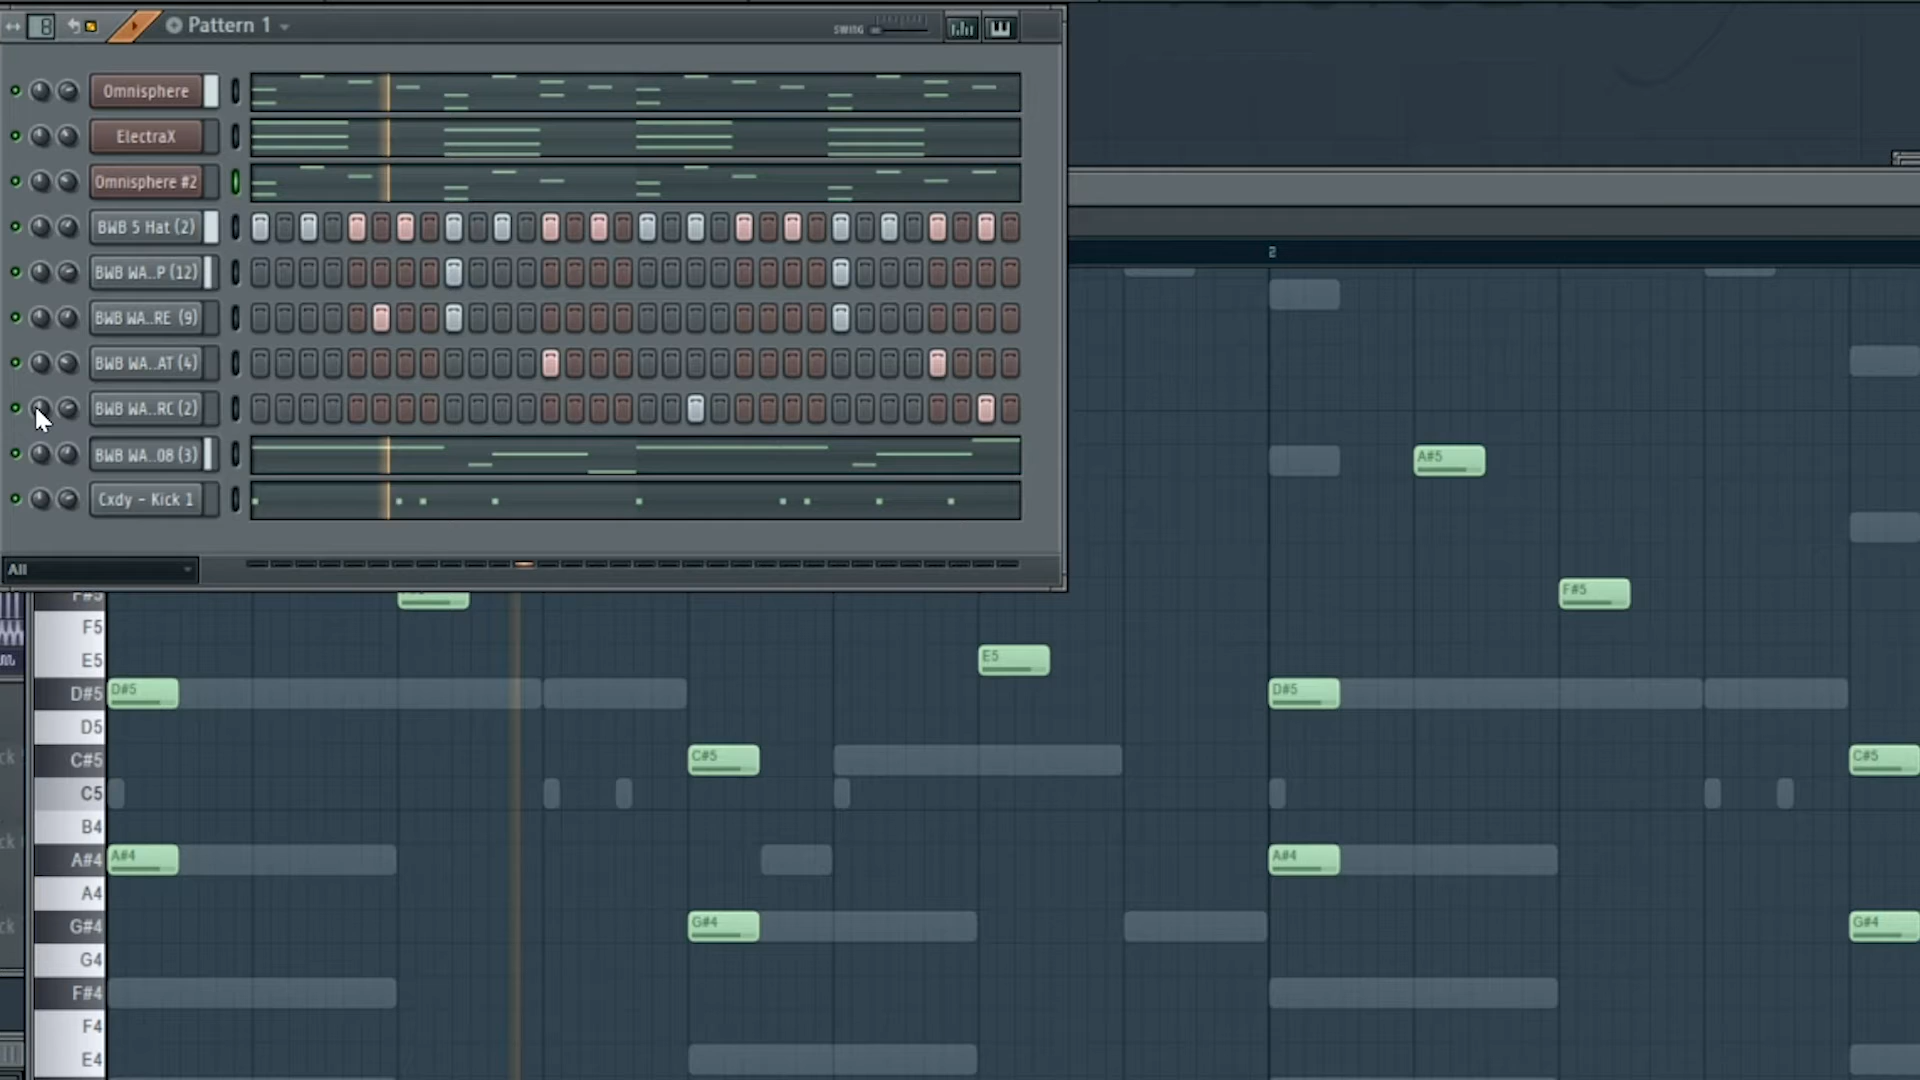 Pattern 1
SWING
Omnisphere
ElectraX
Omnisphere #2
BWB 5 Hat (2)
BWB WA..P (12)
BWB WA..RE (9)
BWB WA..AT (4)
BWB WA..RC (2)
BWB WA..08 (3)
Cxdy - Kick 1
All
2
A#5
F#5
F#5
F5
E5
E5
D#5
D#5
D#5
D5
C#5
C#5
C#5
C5
B4
A#4
A#4
A#4
A4
G#4
G#4
G#4
G4
F#4
F4
E4